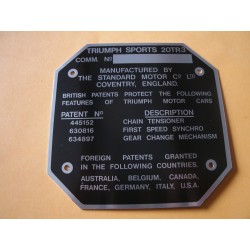 TRIUMPH SPORTS 20TR3
COMM. Nº
MANUFACTURED BY
THE STANDARD MOTOR Cº LTD
COVENTRY, ENGLAND.
BRITISH PATENTS PROTECT THE FOLLOWING
FEATURES OF TRIUMPH MOTOR CARS
PATENT Nº DESCRIPTION
445152 CHAIN TENSIONER
630816 FIRST SPEED SYNCHRO
634897 GEAR CHANGE MECHANISM
FOREIGN PATENTS GRANTED
IN THE FOLLOWING COUNTRIES.
AUSTRALIA, BELGIUM, CANADA,
FRANCE, GERMANY, ITALY, U.S.A.